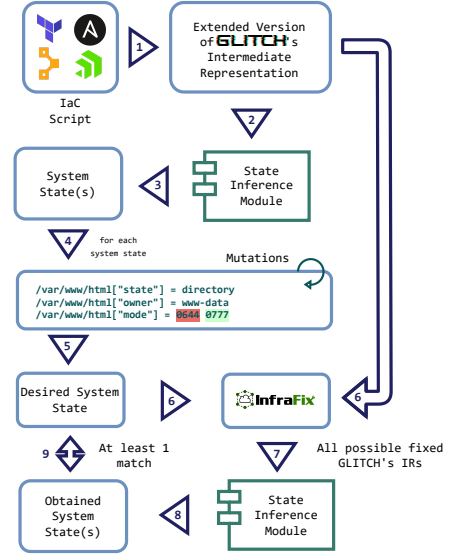 1
Extended Version
of GLITCH's
Intermediate
Representation
IaC
Script
2
System
State(s)
3
State
Inference
Module
4
for each
system state
Mutations
/var/www/html["state"] = directory
/var/www/html["owner"] = www-data
/var/www/html["mode"] = 0644 0777
5
Desired System
State
6
InfraFix
6
9
At least 1
match
7
All possible fixed
GLITCH's IRs
Obtained
System
State(s)
8
State
Inference
Module